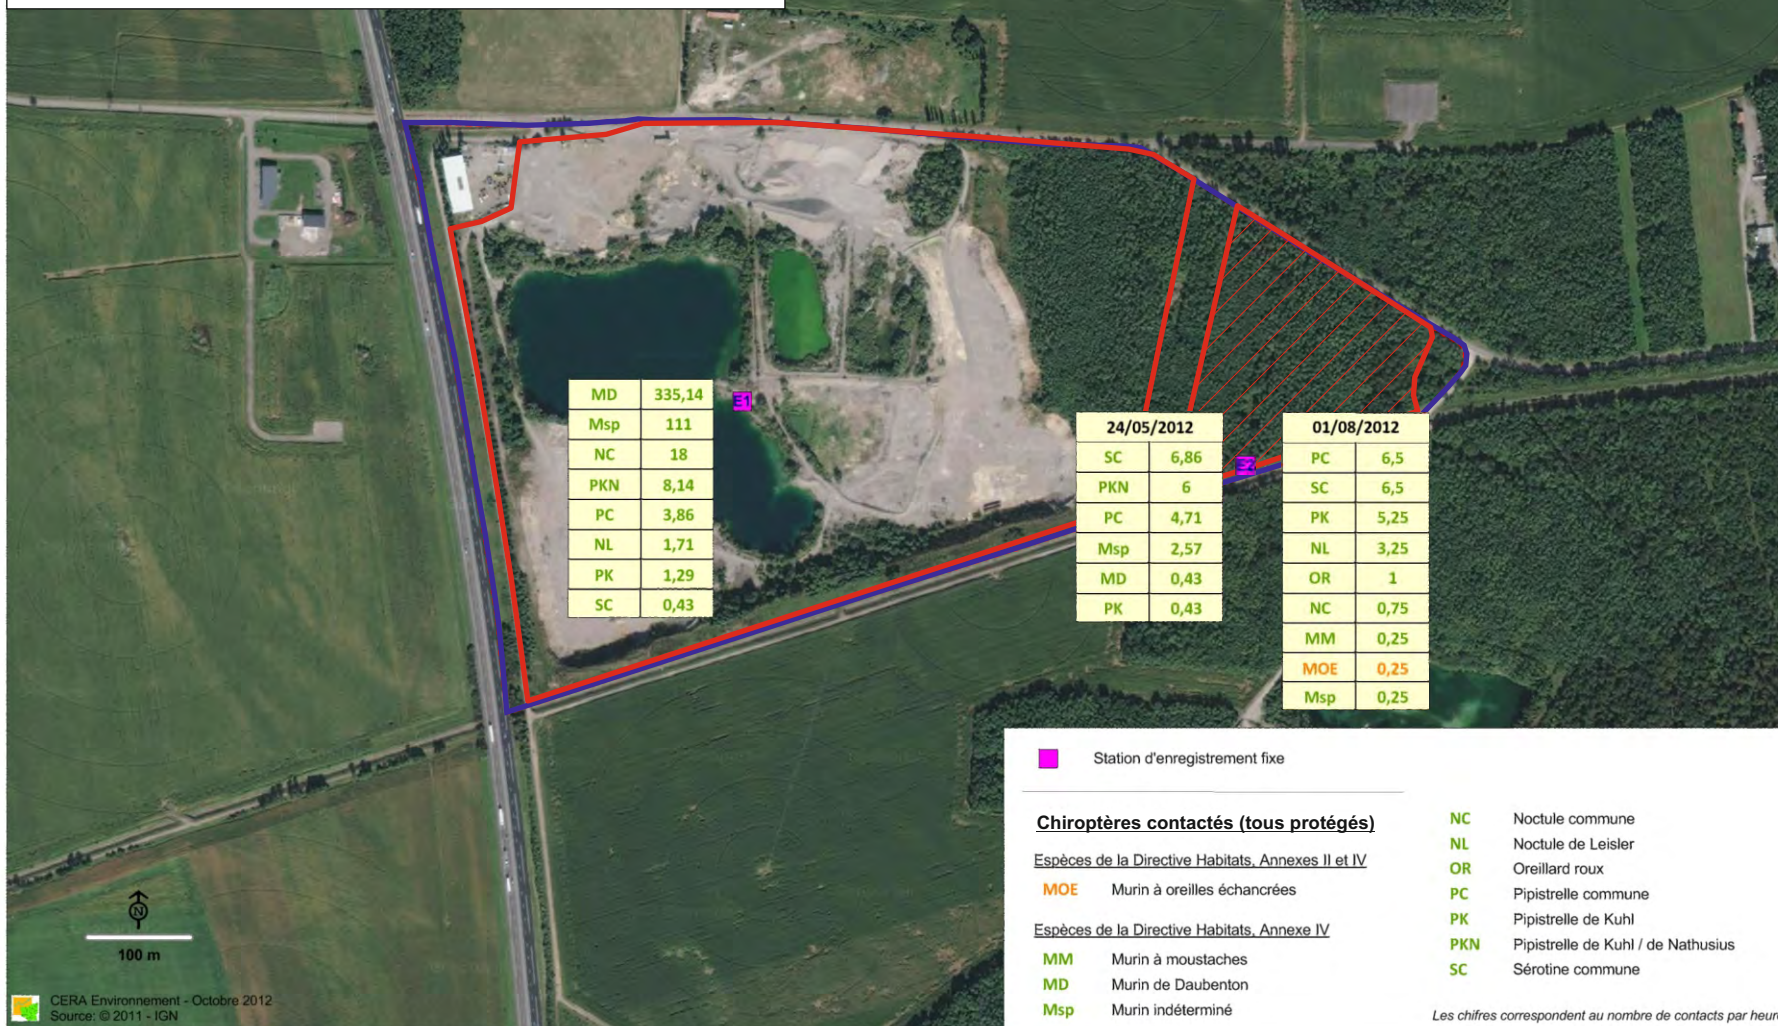 MD 335,14
Msp 111
NC 18
PKN 8,14
PC 3,86
NL 1,71
PK 1,29
SC 0,43
E1
24/05/2012
SC 6,86
PKN 6
PC 4,71
Msp 2,57
MD 0,43
PK 0,43
E2
01/08/2012
PC 6,5
SC 6,5
PK 5,25
NL 3,25
OR 1
NC 0,75
MM 0,25
MOE 0,25
Msp 0,25
Station d'enregistrement fixe
Chiroptères contactés (tous protégés)
Espèces de la Directive Habitats, Annexes II et IV
MOE Murin à oreilles échancrées
Espèces de la Directive Habitats, Annexe IV
MM Murin à moustaches
MD Murin de Daubenton
Msp Murin indéterminé
NC Noctule commune
NL Noctule de Leisler
OR Oreillard roux
PC Pipistrelle commune
PK Pipistrelle de Kuhl
PKN Pipistrelle de Kuhl / de Nathusius
SC Sérotine commune
Les chifres correspondent au nombre de contacts par heure
N
100 m
CERA Environnement - Octobre 2012
Source: © 2011 - IGN